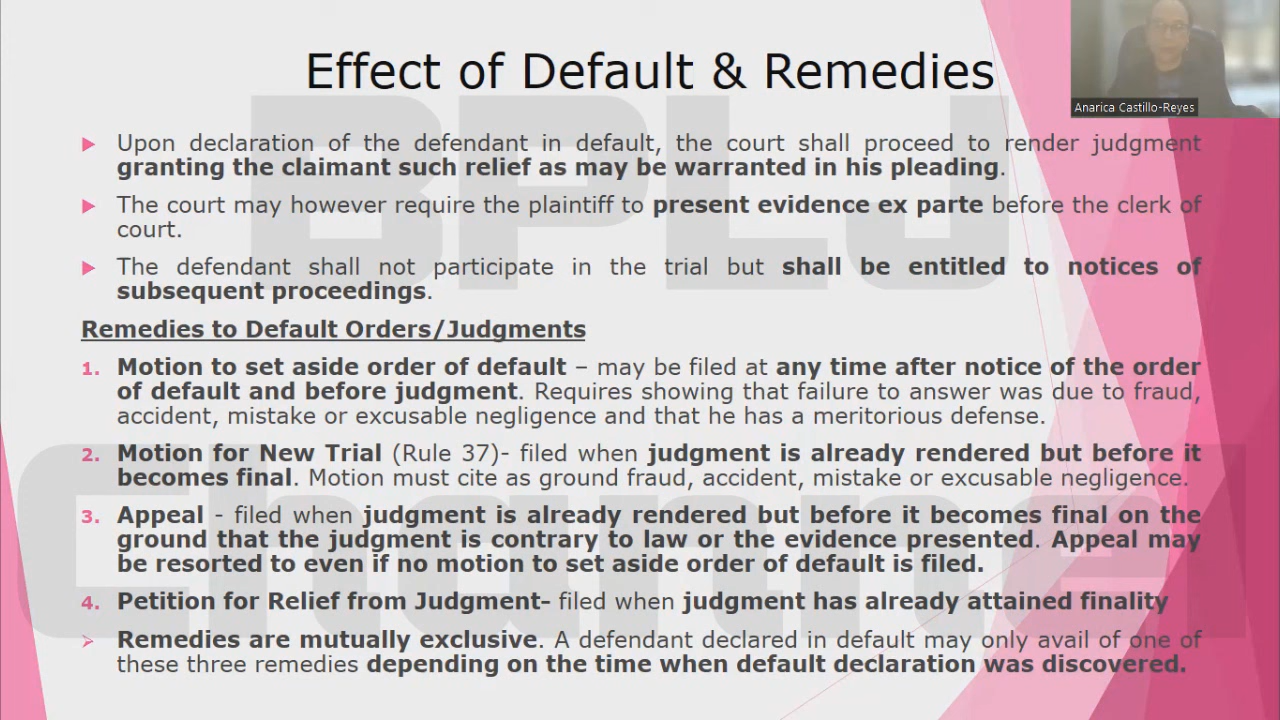 Effect of Default & Remedies
Anarica Castillo-Reyes
Upon declaration of the defendant in default, the court shall proceed to render judgment
granting the claimant such relief as may be warranted in his pleading.
The court may however require the plaintiff to present evidence ex parte before the clerk of
court.
The defendant shall not participate in the trial but shall be entitled to notices of
subsequent proceedings.
Remedies to Default Orders/Judgments
1. Motion to set aside order of default – may be filed at any time after notice of the order
of default and before judgment. Requires showing that failure to answer was due to fraud,
accident, mistake or excusable negligence and that he has a meritorious defense.
2. Motion for New Trial (Rule 37)- filed when judgment is already rendered but before it
becomes final. Motion must cite as ground fraud, accident, mistake or excusable negligence.
3. Appeal - filed when judgment is already rendered but before it becomes final on the
ground that the judgment is contrary to law or the evidence presented. Appeal may
be resorted to even if no motion to set aside order of default is filed.
4. Petition for Relief from Judgment- filed when judgment has already attained finality
Remedies are mutually exclusive. A defendant declared in default may only avail of one of
these three remedies depending on the time when default declaration was discovered.
BPLJ
Channel